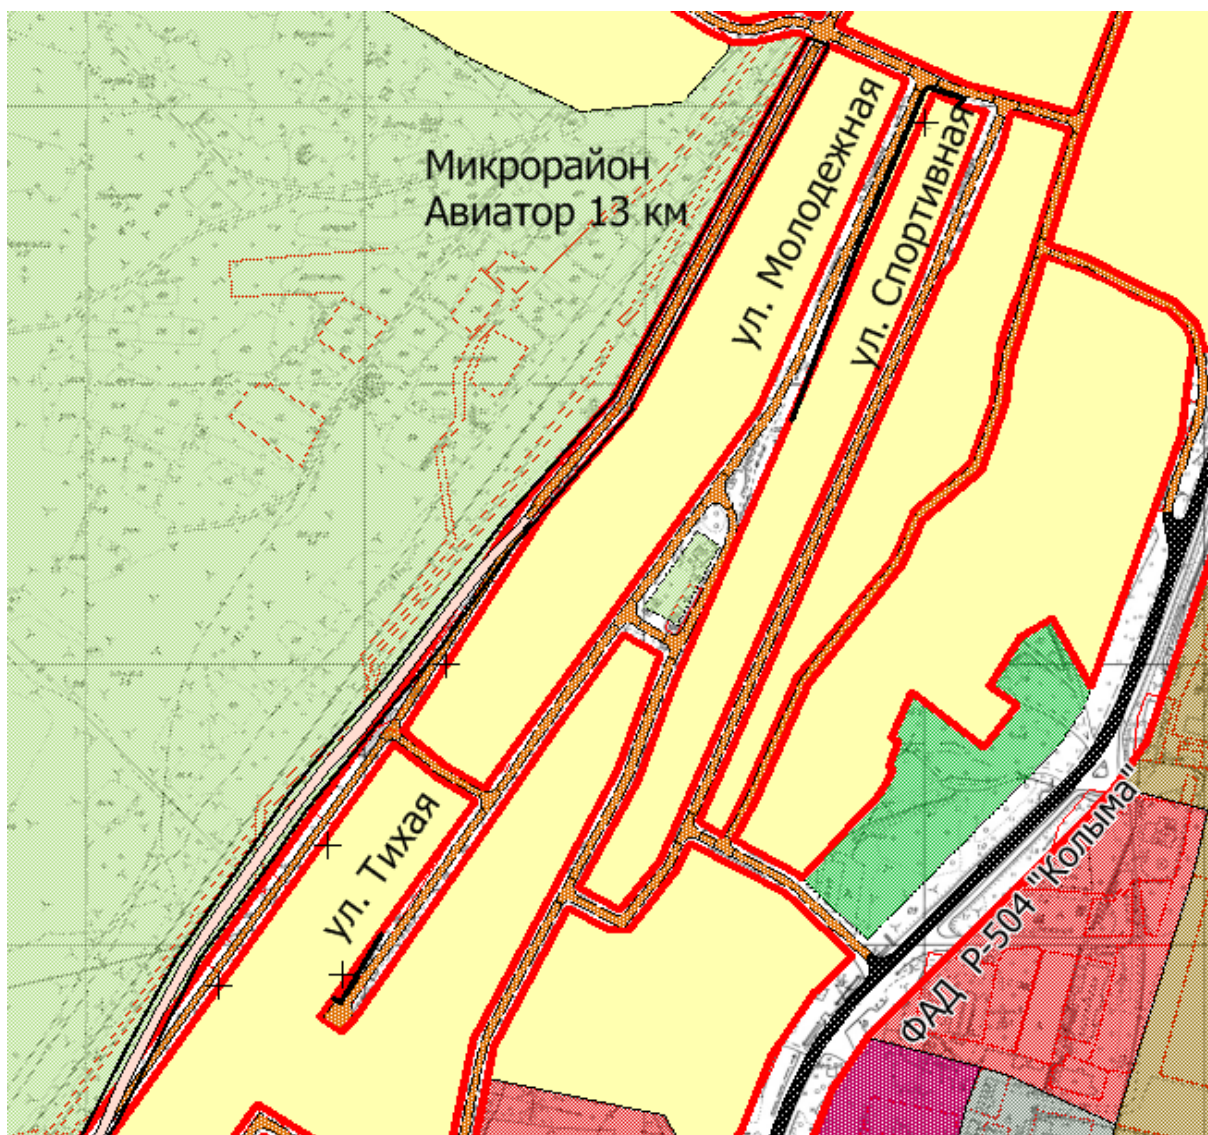 Микрорайон
Авиатор 13 км
ул. Молодежная
ул. Спортивная
ул. Тихая
ФАД Р-504 "Колыма"